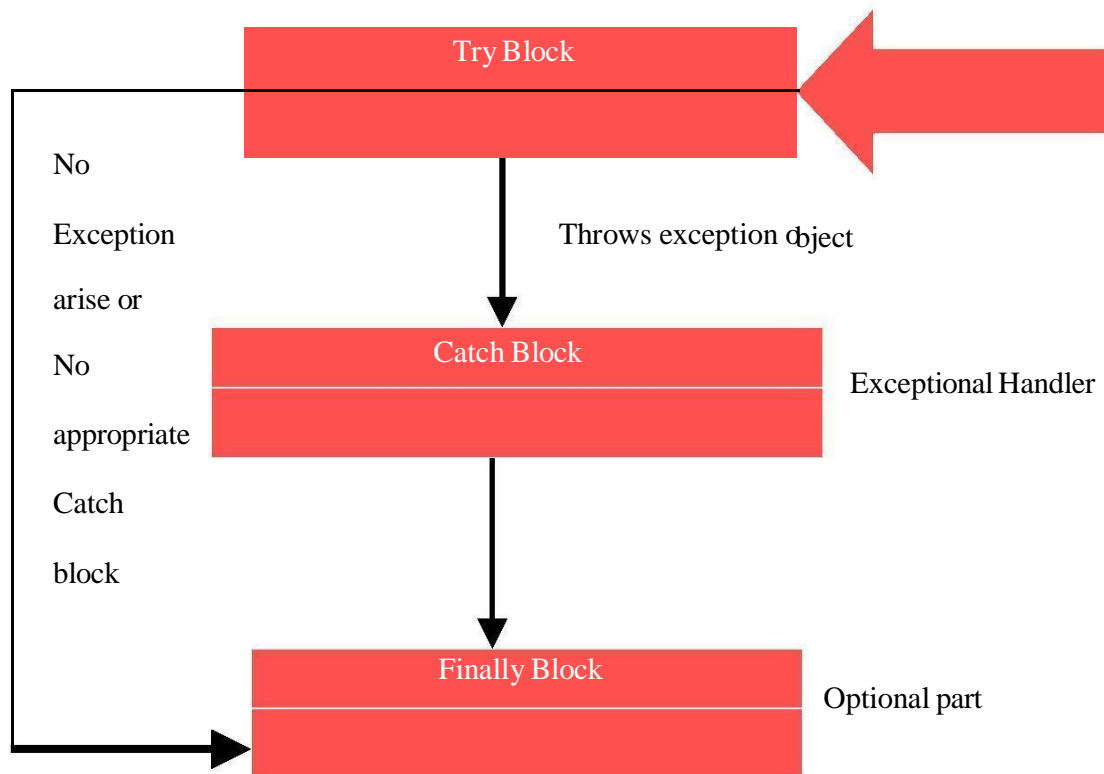 Try Block
No
Exception
arise or
No
appropriate
Catch
block
Throws exception object
Catch Block
Exceptional Handler
Finally Block
Optional part